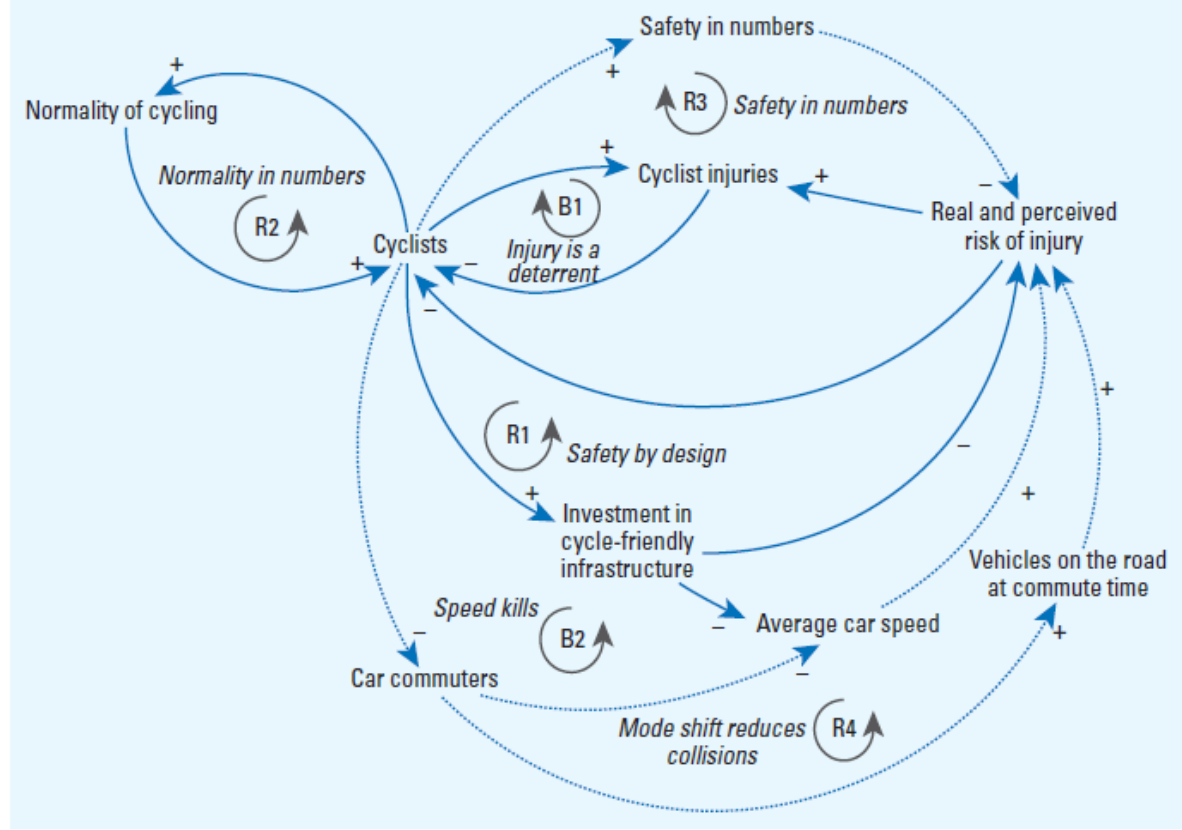 Safety in numbers
+
+
Normality of cycling
R3 Safety in numbers
+
Cyclist injuries
+
Normality in numbers
–
B1
Real and perceived
risk of injury
R2
Cyclists
Injury is a
deterrent
+
–
–
+
R1
Safety by design
–
+
+
Investment in
cycle-friendly
infrastructure
Vehicles on the road
at commute time
Speed kills
B2
–
–
Average car speed
+
Car commuters
–
Mode shift reduces
collisions
R4